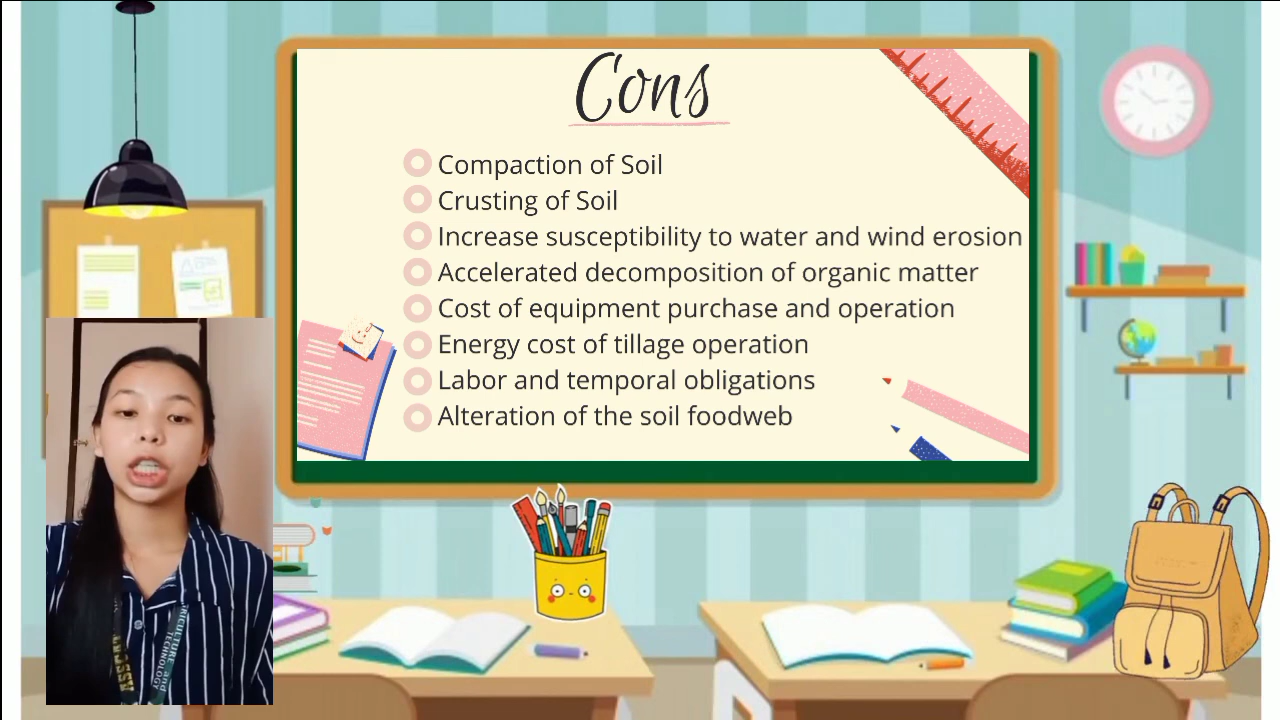 Cons
Compaction of Soil
Crusting of Soil
Increase susceptibility to water and wind erosion
Accelerated decomposition of organic matter
Cost of equipment purchase and operation
Energy cost of tillage operation
Labor and temporal obligations
Alteration of the soil foodweb
TECHNOLOGY